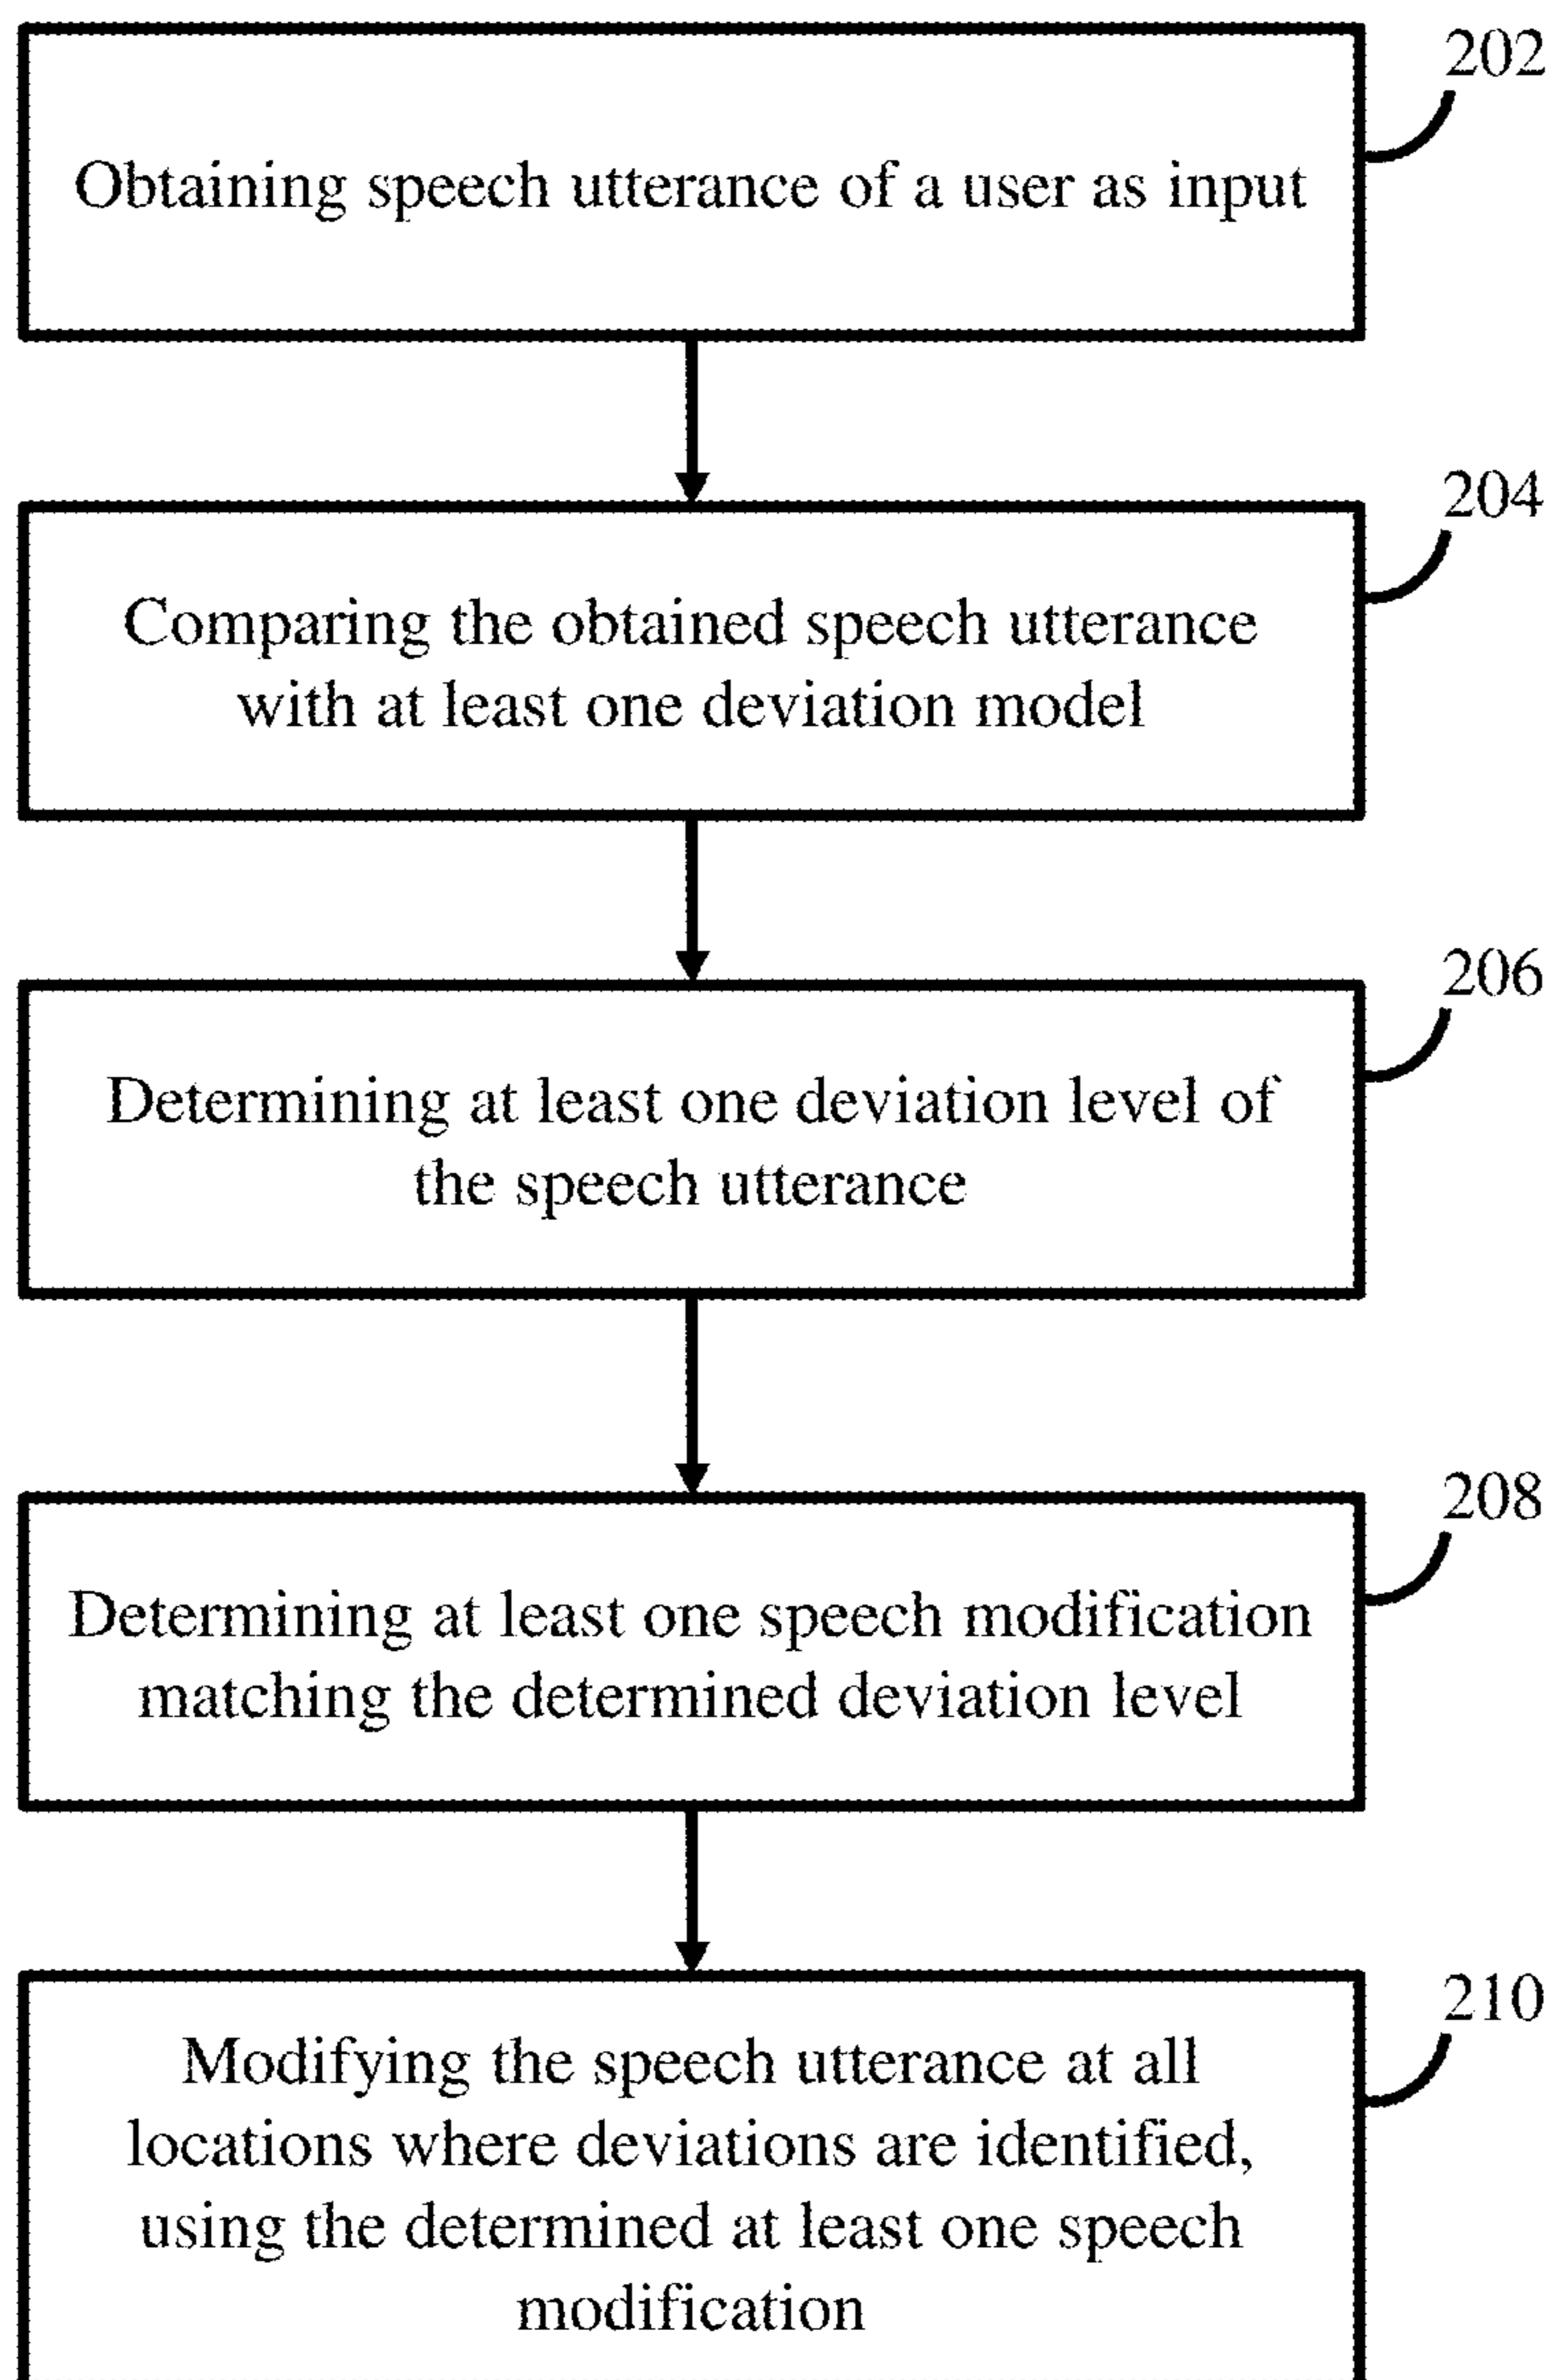 202
Obtaining speech utterance of a user as input
204
Comparing the obtained speech utterance
with at least one deviation model
206
Determining at least one deviation level of
the speech utterance
208
Determining at least one speech modification
matching the determined deviation level
210
Modifying the speech utterance at all
locations where deviations are identified,
using the determined at least one speech
modification